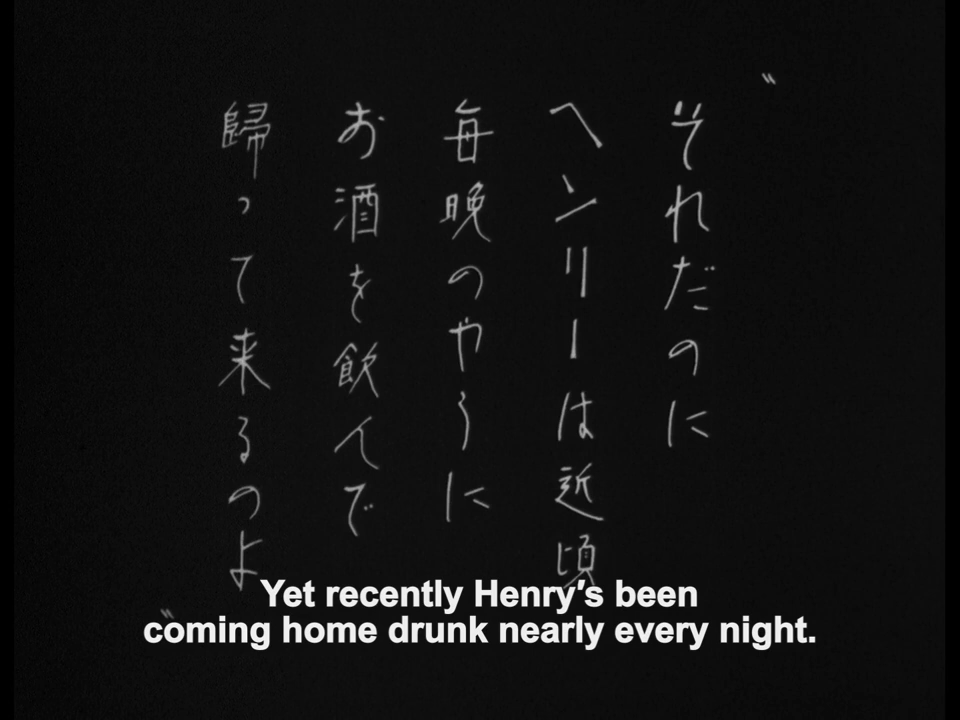 〝
それだのに
ヘンリーは近頃
毎晩のやうに
お酒を飲んで
歸って来るのよ
〟
Yet recently Henry's been
coming home drunk nearly every night.